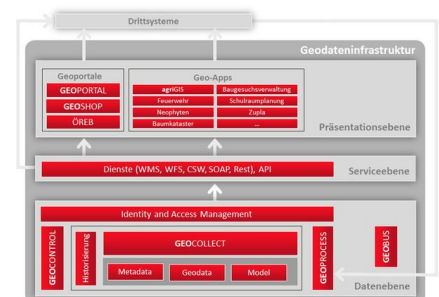 Drittsysteme
Geodateninfrastruktur
Geoportale
GEOPORTAL
GEOSHOP
ÖREB
Geo-Apps
agriGIS
Baugesuchsverwaltung
Feuerwehr
Schulraumplanung
Neophyten
Zupla
Baumkataster
...
Präsentationsebene
Dienste (WMS, WFS, CSW, SOAP, Rest), API
Serviceebene
Identity and Access Management
GEOCONTROL
Historisierung
GEOCOLLECT
Metadata
Geodata
Model
GEOPROCESS
GEOBUS
Datenebene